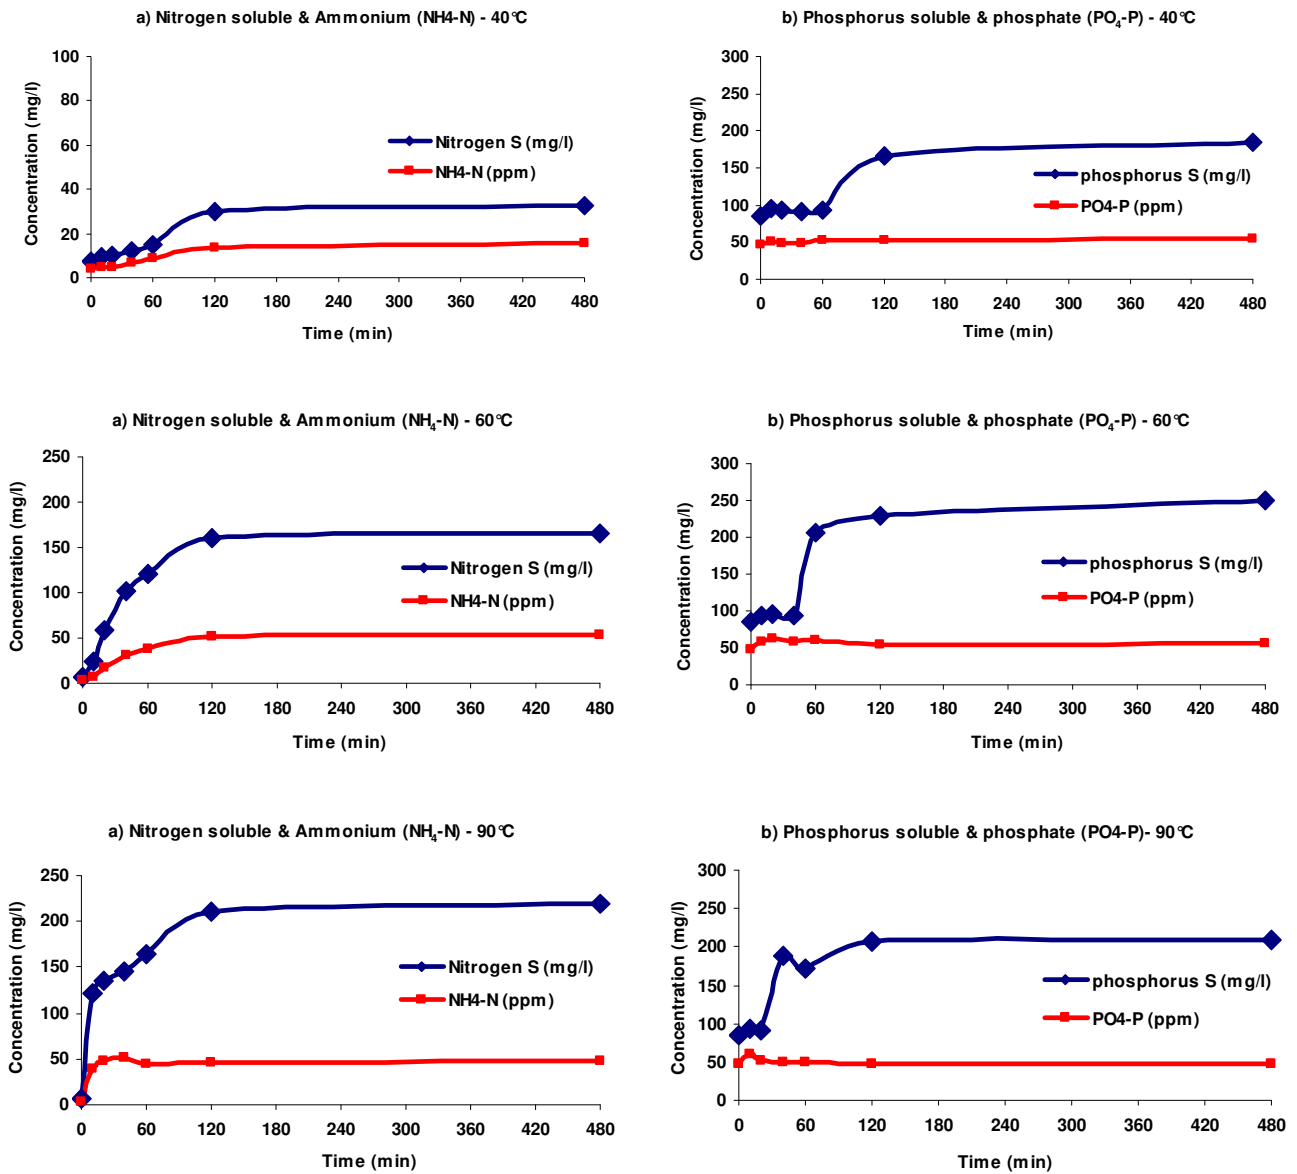 a) Nitrogen soluble & Ammonium (NH4-N) - 40°C
Concentration (mg/l)
100
80
60
40
20
0
Nitrogen S (mg/l)
NH4-N (ppm)
0 60 120 180 240 300 360 420 480
Time (min)
b) Phosphorus soluble & phosphate (PO₄-P) - 40°C
Concentration (mg/l)
300
250
200
150
100
50
0
phosphorus S (mg/l)
PO4-P (ppm)
0 60 120 180 240 300 360 420 480
Time (min)
a) Nitrogen soluble & Ammonium (NH₄-N) - 60°C
Concentration (mg/l)
250
200
150
100
50
0
Nitrogen S (mg/l)
NH4-N (ppm)
0 60 120 180 240 300 360 420 480
Time (min)
b) Phosphorus soluble & phosphate (PO₄-P) - 60°C
Concentration (mg/l)
300
250
200
150
100
50
0
phosphorus S (mg/l)
PO4-P (ppm)
0 60 120 180 240 300 360 420 480
Time (min)
a) Nitrogen soluble & Ammonium (NH₄-N) - 90°C
Concentration (mg/l)
250
200
150
100
50
0
Nitrogen S (mg/l)
NH4-N (ppm)
0 60 120 180 240 300 360 420 480
Time (min)
b) Phosphorus soluble & phosphate (PO4-P)- 90°C
Concentration (mg/l)
300
250
200
150
100
50
0
phosphorus S (mg/l)
PO4-P (ppm)
0 60 120 180 240 300 360 420 480
Time (min)